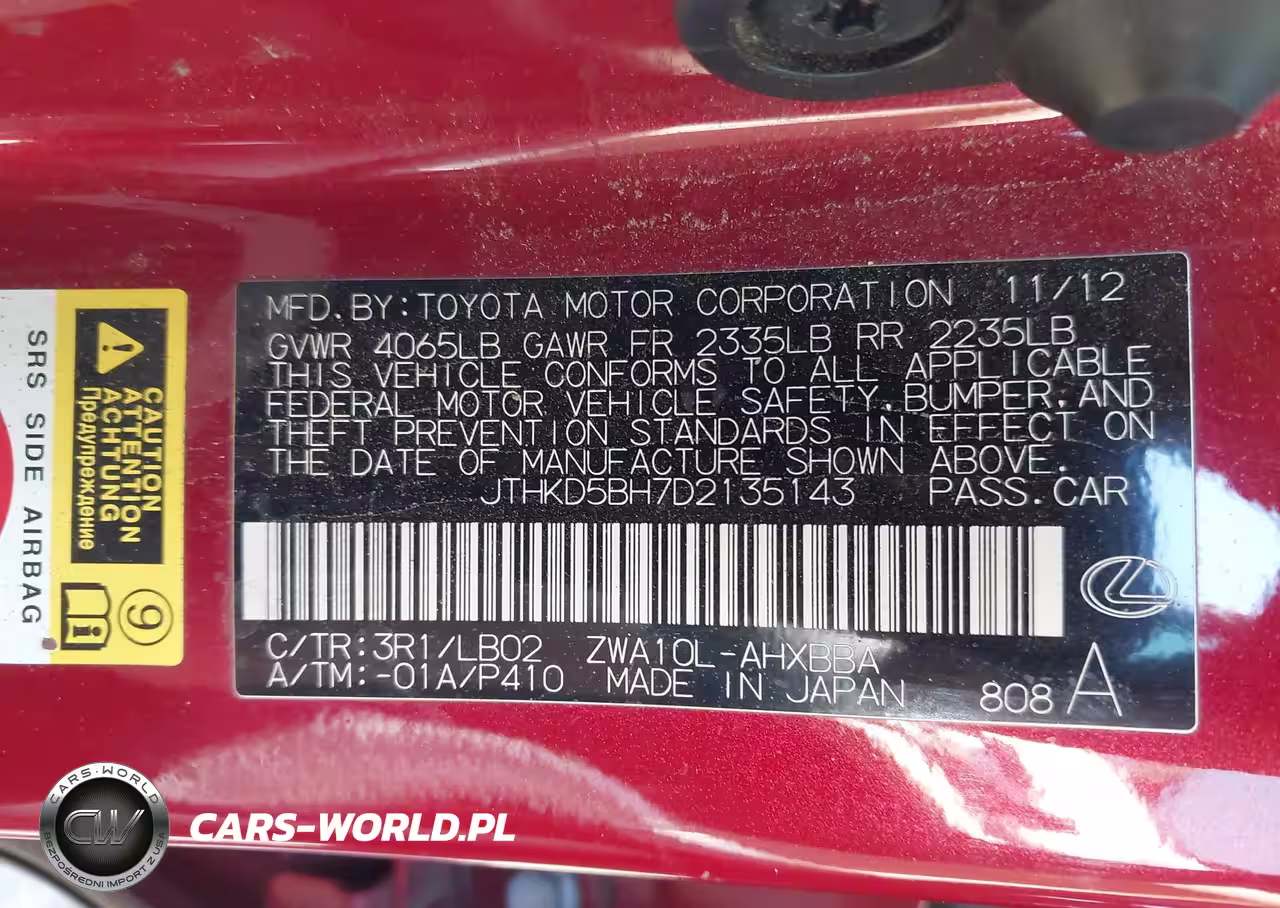 MFD.BY:TOYOTA MOTOR CORPORATION 11/12
GVWR 4065LB GAWR FR 2335LB RR 2235LB
THIS VEHICLE CONFORMS TO ALL APPLICABLE
FEDERAL MOTOR VEHICLE SAFETY,BUMPER,AND
THEFT PREVENTION STANDARDS IN EFFECT ON
THE DATE OF MANUFACTURE SHOWN ABOVE.
JTHKD5BH7D2135143 PASS.CAR
C/TR:3R1/LB02 ZWA10L-AHXBBA
A/TM:-01A/P410 MADE IN JAPAN 808 A
SRS SIDE AIRBAG
CAUTION
ATTENTION
ACHTUNG
Предупреждение
i
9
CARS-WORLD
CW
BEZPOŚREDNI IMPORT Z USA
CARS-WORLD.PL